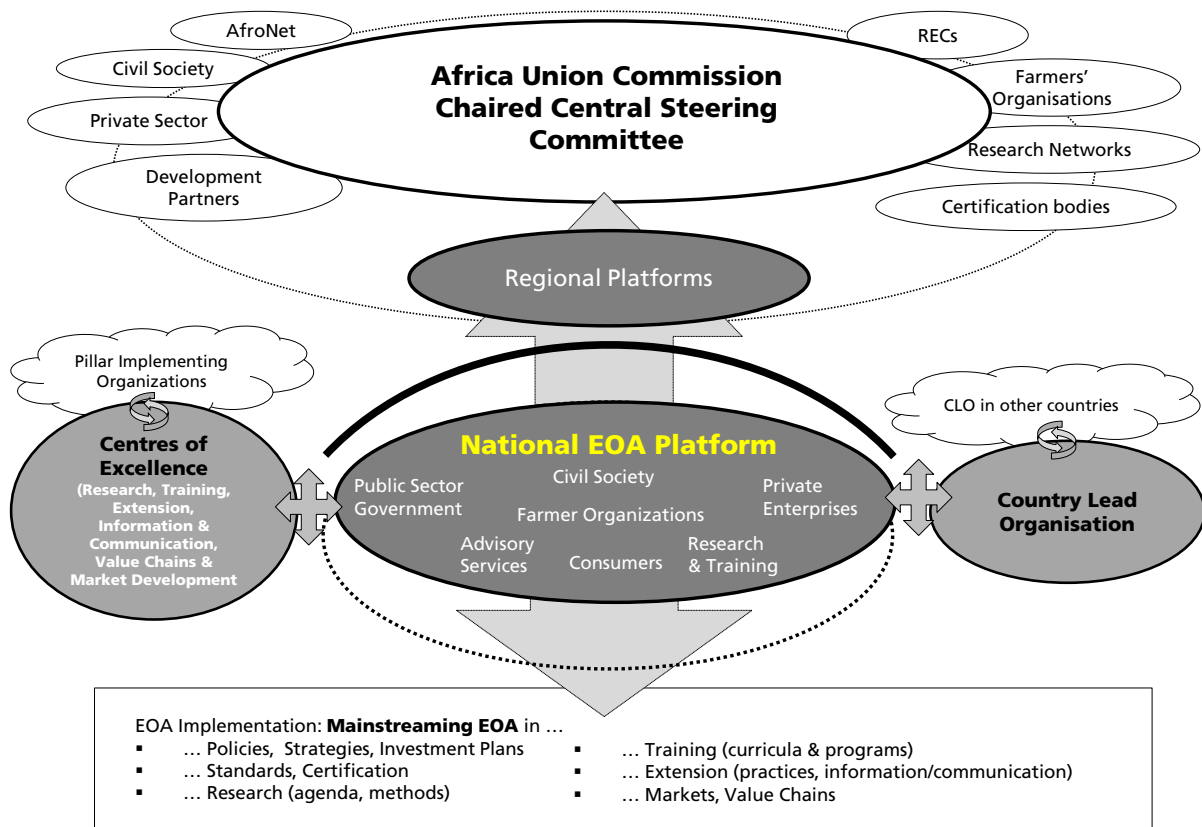 AfroNet
Civil Society
Private Sector
Development
Partners
Africa Union Commission
Chaired Central Steering
Committee
RECs
Farmers'
Organisations
Research Networks
Certification bodies
Regional Platforms
Pillar Implementing
Organizations
Centres of
Excellence
(Research, Training,
Extension,
Information &
Communication,
Value Chains &
Market Development
National EOA Platform
Public Sector
Government
Civil Society
Private
Enterprises
Farmer Organizations
Advisory
Services
Consumers
Research
& Training
CLO in other countries
Country Lead
Organisation
EOA Implementation: Mainstreaming EOA in …
▪ … Policies, Strategies, Investment Plans
▪ … Standards, Certification
▪ … Research (agenda, methods)
▪ … Training (curricula & programs)
▪ … Extension (practices, information/communication)
▪ … Markets, Value Chains